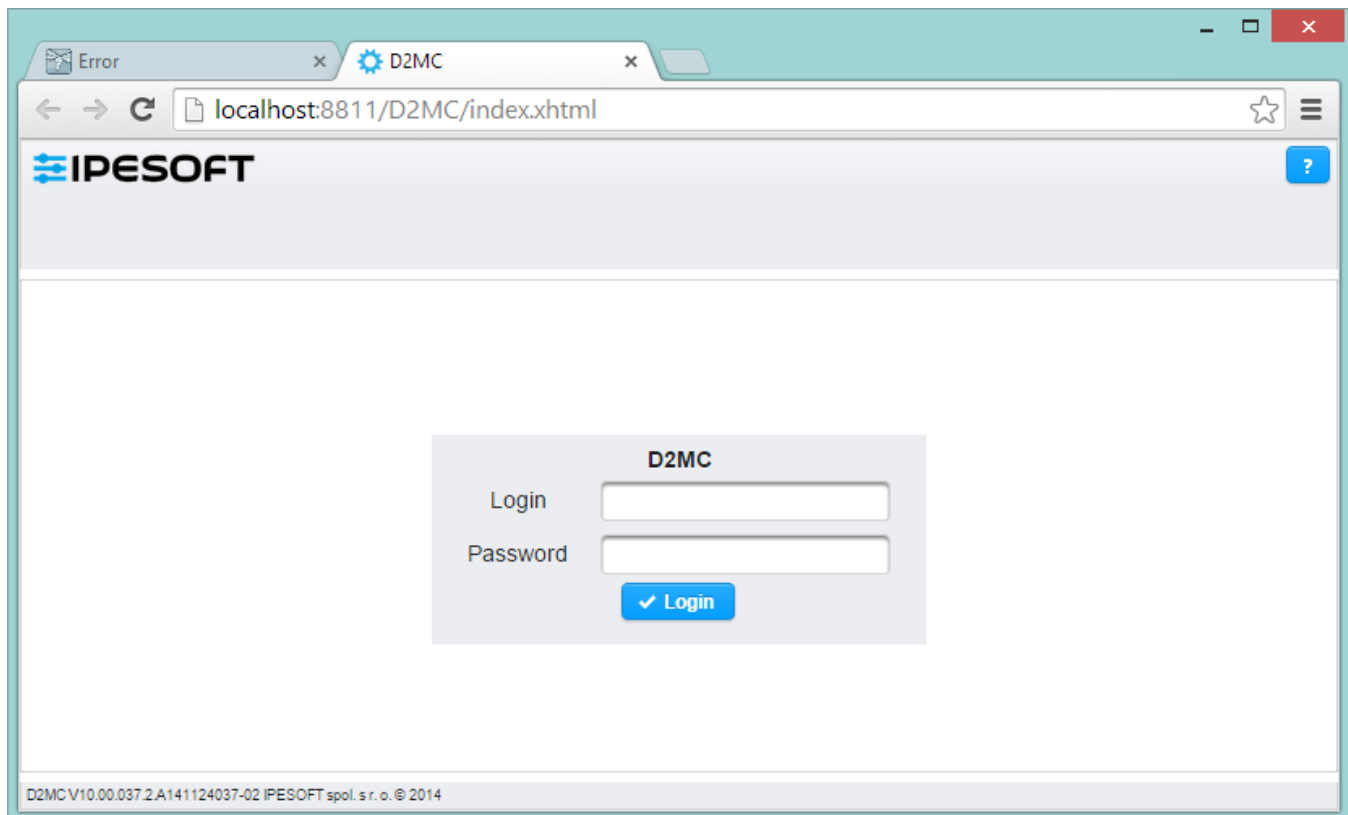 Error
D2MC
localhost:8811/D2MC/index.xhtml
IPESOFT
?
D2MC
Login
Password
Login
D2MC V10.00.037.2.A141124037-02 IPESOFT spol. s r. o. © 2014